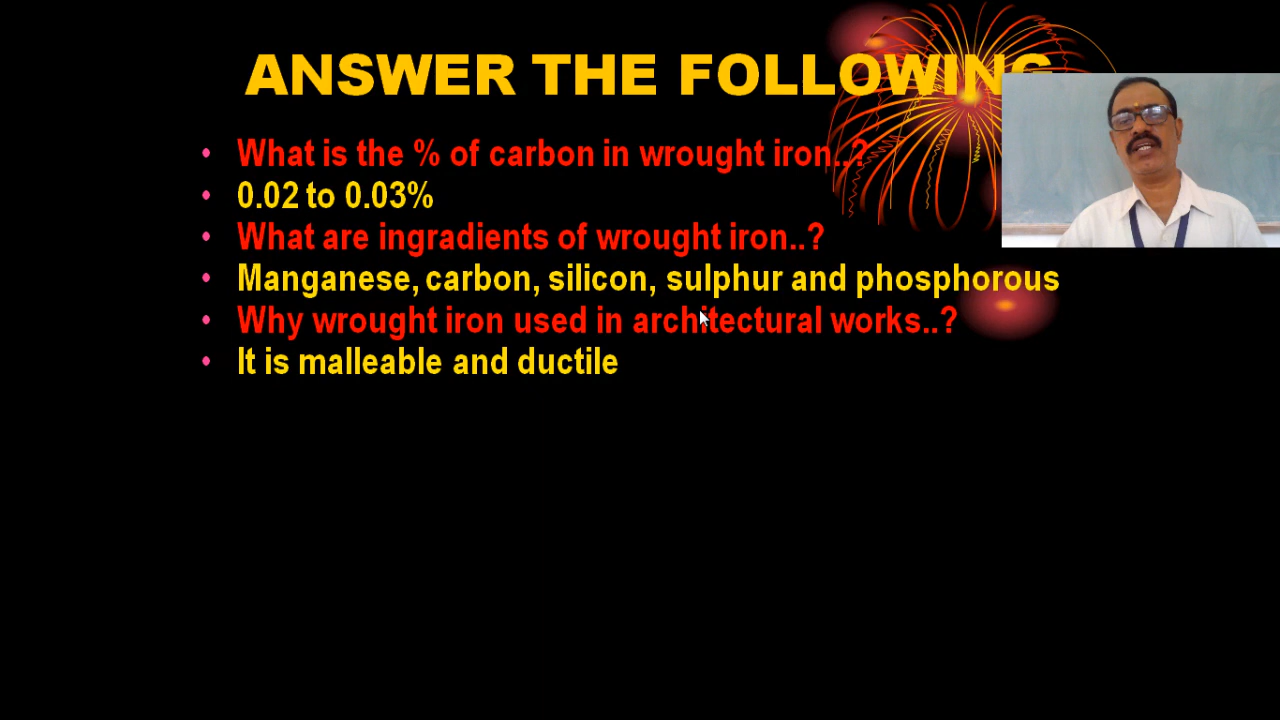 ANSWER THE FOLLOWING
• What is the % of carbon in wrought iron..?
• 0.02 to 0.03%
• What are ingradients of wrought iron..?
• Manganese, carbon, silicon, sulphur and phosphorous
• Why wrought iron used in architectural works..?
• It is malleable and ductile